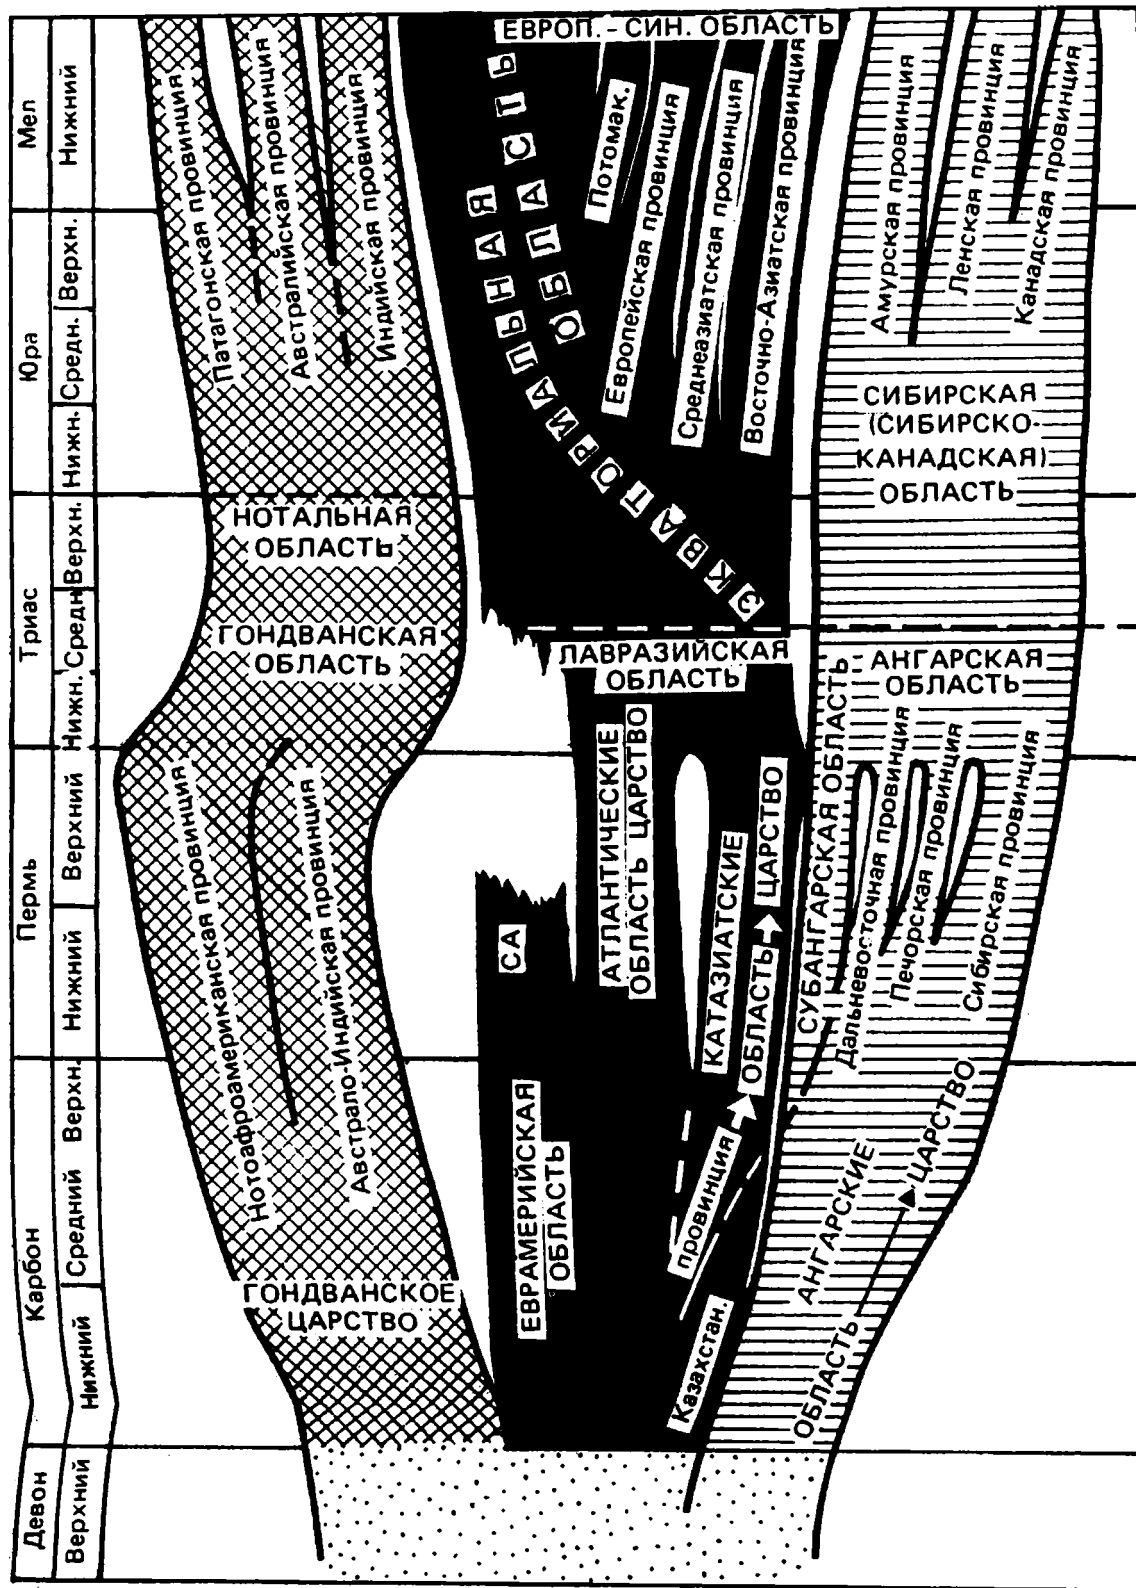 Мел
Юра
Триас
Пермь
Карбон
Девон
Нижний
Верхн.
Средн.
Нижн.
Верхн.
Средн
Нижн.
Верхний
Нижний
Верхн.
Средний
Нижний
Верхний
Патагонская провинция
Австралийская провинция
Индийская провинция
НОТАЛЬНАЯ
ОБЛАСТЬ
ГОНДВАНСКАЯ
ОБЛАСТЬ
Нотоафроамериканская провинция
Австрало-Индийская провинция
ГОНДВАНСКОЕ
ЦАРСТВО
ЕВРОП. - СИН. ОБЛАСТЬ
ЭКВАТОРИАЛЬНАЯ
ОБЛАСТЬ
Потомак.
Европейская провинция
Среднеазиатская провинция
Восточно-Азиатская провинция
ЛАВРАЗИЙСКАЯ
ОБЛАСТЬ
АТЛАНТИЧЕСКИЕ
ОБЛАСТЬ ЦАРСТВО
СА
КАТАЗИАТСКИЕ
ОБЛАСТЬ ЦАРСТВО
ЕВРАМЕРИЙСКАЯ
ОБЛАСТЬ
Казахстан.
провинция
Амурская провинция
Ленская провинция
Канадская провинция
СИБИРСКАЯ
(СИБИРСКО-
КАНАДСКАЯ)
ОБЛАСТЬ
АНГАРСКАЯ
ОБЛАСТЬ
СУБАНГАРСКАЯ ОБЛАСТЬ
Дальневосточная провинция
Печорская провинция
Сибирская провинция
АНГАРСКИЕ
ОБЛАСТЬ ЦАРСТВО